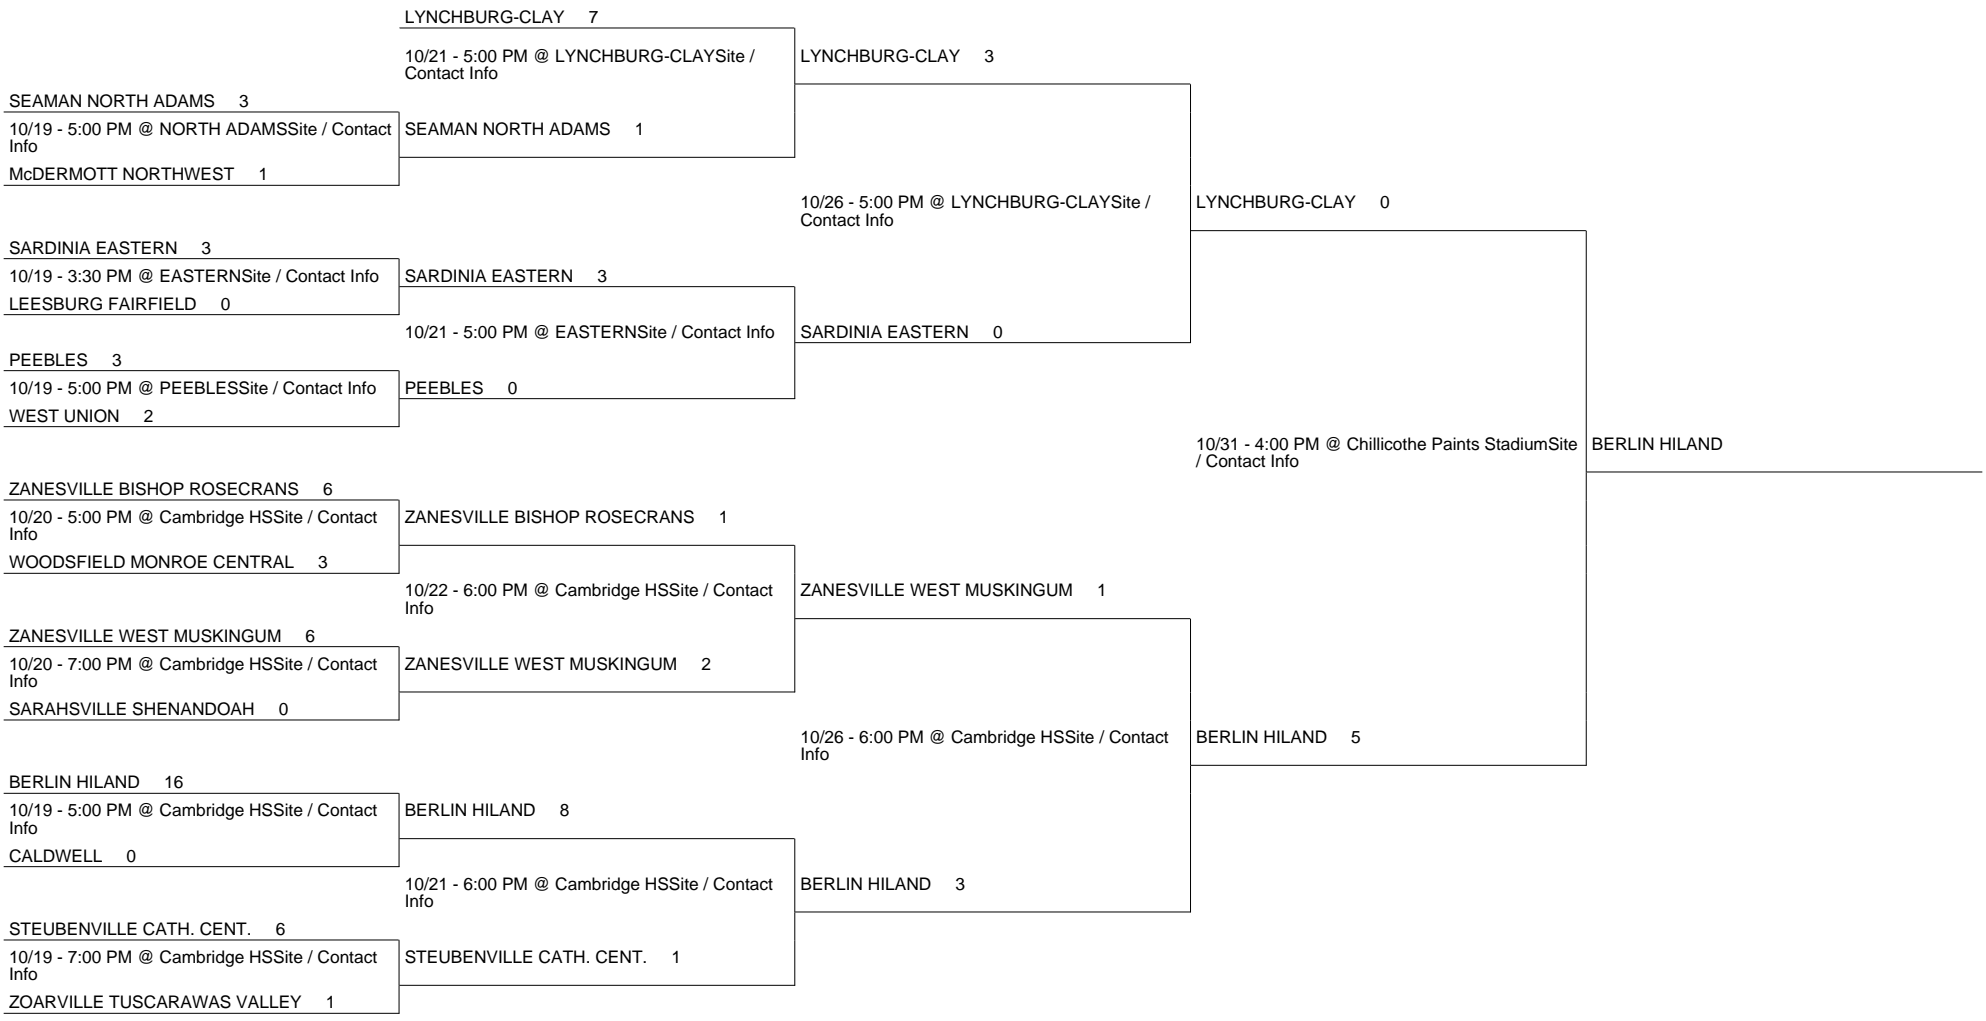 LYNCHBURG-CLAY 7
10/21 - 5:00 PM @ LYNCHBURG-CLAYSite /
Contact Info
LYNCHBURG-CLAY 3
SEAMAN NORTH ADAMS 3
10/19 - 5:00 PM @ NORTH ADAMSSite / Contact
Info
SEAMAN NORTH ADAMS 1
McDERMOTT NORTHWEST 1
10/26 - 5:00 PM @ LYNCHBURG-CLAYSite /
Contact Info
LYNCHBURG-CLAY 0
SARDINIA EASTERN 3
10/19 - 3:30 PM @ EASTERNSite / Contact Info
SARDINIA EASTERN 3
LEESBURG FAIRFIELD 0
10/21 - 5:00 PM @ EASTERNSite / Contact Info
SARDINIA EASTERN 0
PEEBLES 3
10/19 - 5:00 PM @ PEEBLESSite / Contact Info
PEEBLES 0
WEST UNION 2
10/31 - 4:00 PM @ Chillicothe Paints StadiumSite
/ Contact Info
BERLIN HILAND
ZANESVILLE BISHOP ROSECRANS 6
10/20 - 5:00 PM @ Cambridge HSSite / Contact
Info
ZANESVILLE BISHOP ROSECRANS 1
WOODSFIELD MONROE CENTRAL 3
10/22 - 6:00 PM @ Cambridge HSSite / Contact
Info
ZANESVILLE WEST MUSKINGUM 1
ZANESVILLE WEST MUSKINGUM 6
10/20 - 7:00 PM @ Cambridge HSSite / Contact
Info
ZANESVILLE WEST MUSKINGUM 2
SARAHSVILLE SHENANDOAH 0
10/26 - 6:00 PM @ Cambridge HSSite / Contact
Info
BERLIN HILAND 5
BERLIN HILAND 16
10/19 - 5:00 PM @ Cambridge HSSite / Contact
Info
BERLIN HILAND 8
CALDWELL 0
10/21 - 6:00 PM @ Cambridge HSSite / Contact
Info
BERLIN HILAND 3
STEUBENVILLE CATH. CENT. 6
10/19 - 7:00 PM @ Cambridge HSSite / Contact
Info
STEUBENVILLE CATH. CENT. 1
ZOARVILLE TUSCARAWAS VALLEY 1